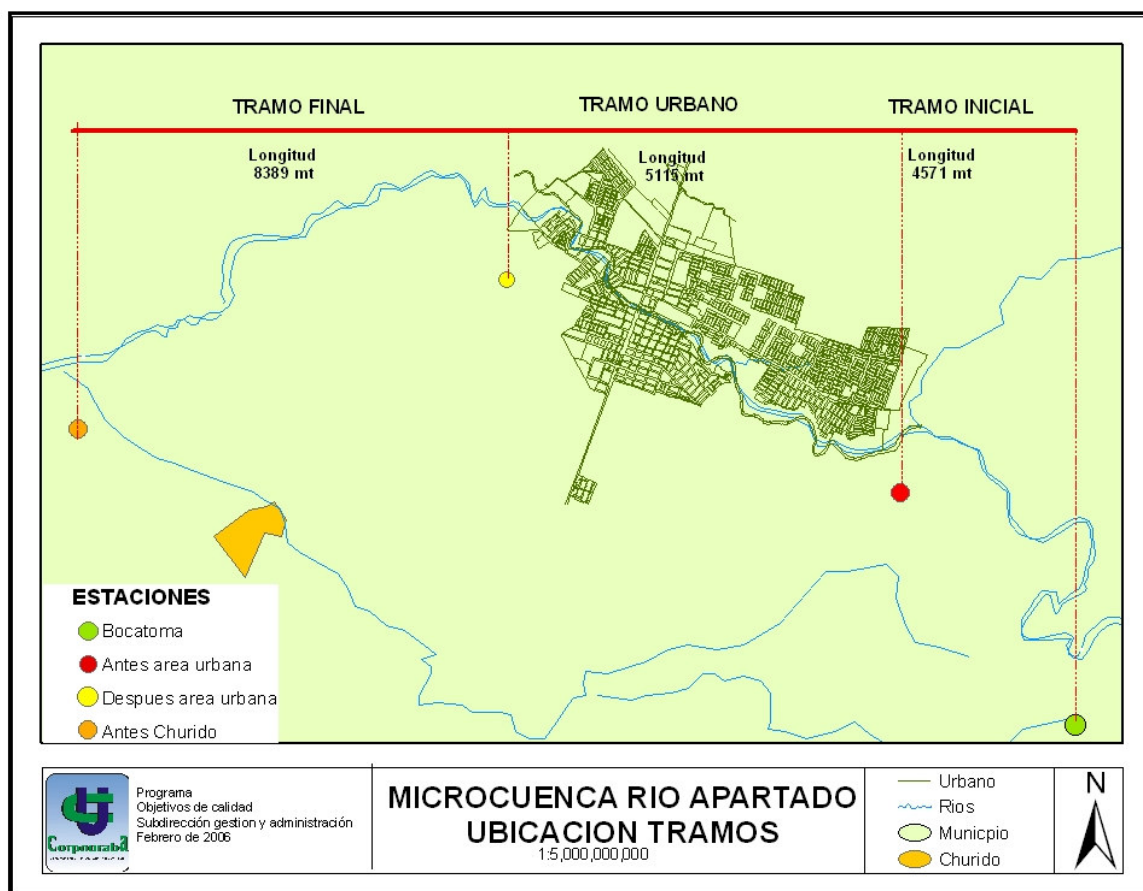 TRAMO FINAL
TRAMO URBANO
TRAMO INICIAL
Longitud
8389 mt
Longitud
5115 mt
Longitud
4571 mt
ESTACIONES
Bocatoma
Antes area urbana
Despues area urbana
Antes Churido
Corpouraba
Programa
Objetivos de calidad
Subdirección gestion y administración
Febrero de 2006
MICROCUENCA RIO APARTADO
UBICACION TRAMOS
1:5,000,000,000
Urbano
Rios
Municpio
Churido
N